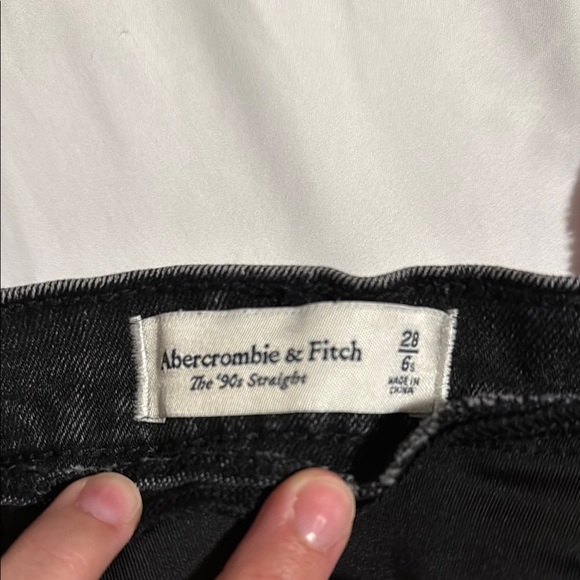 Abercrombie & Fitch
The '90s Straight
28
6s
MADE IN
CHINA